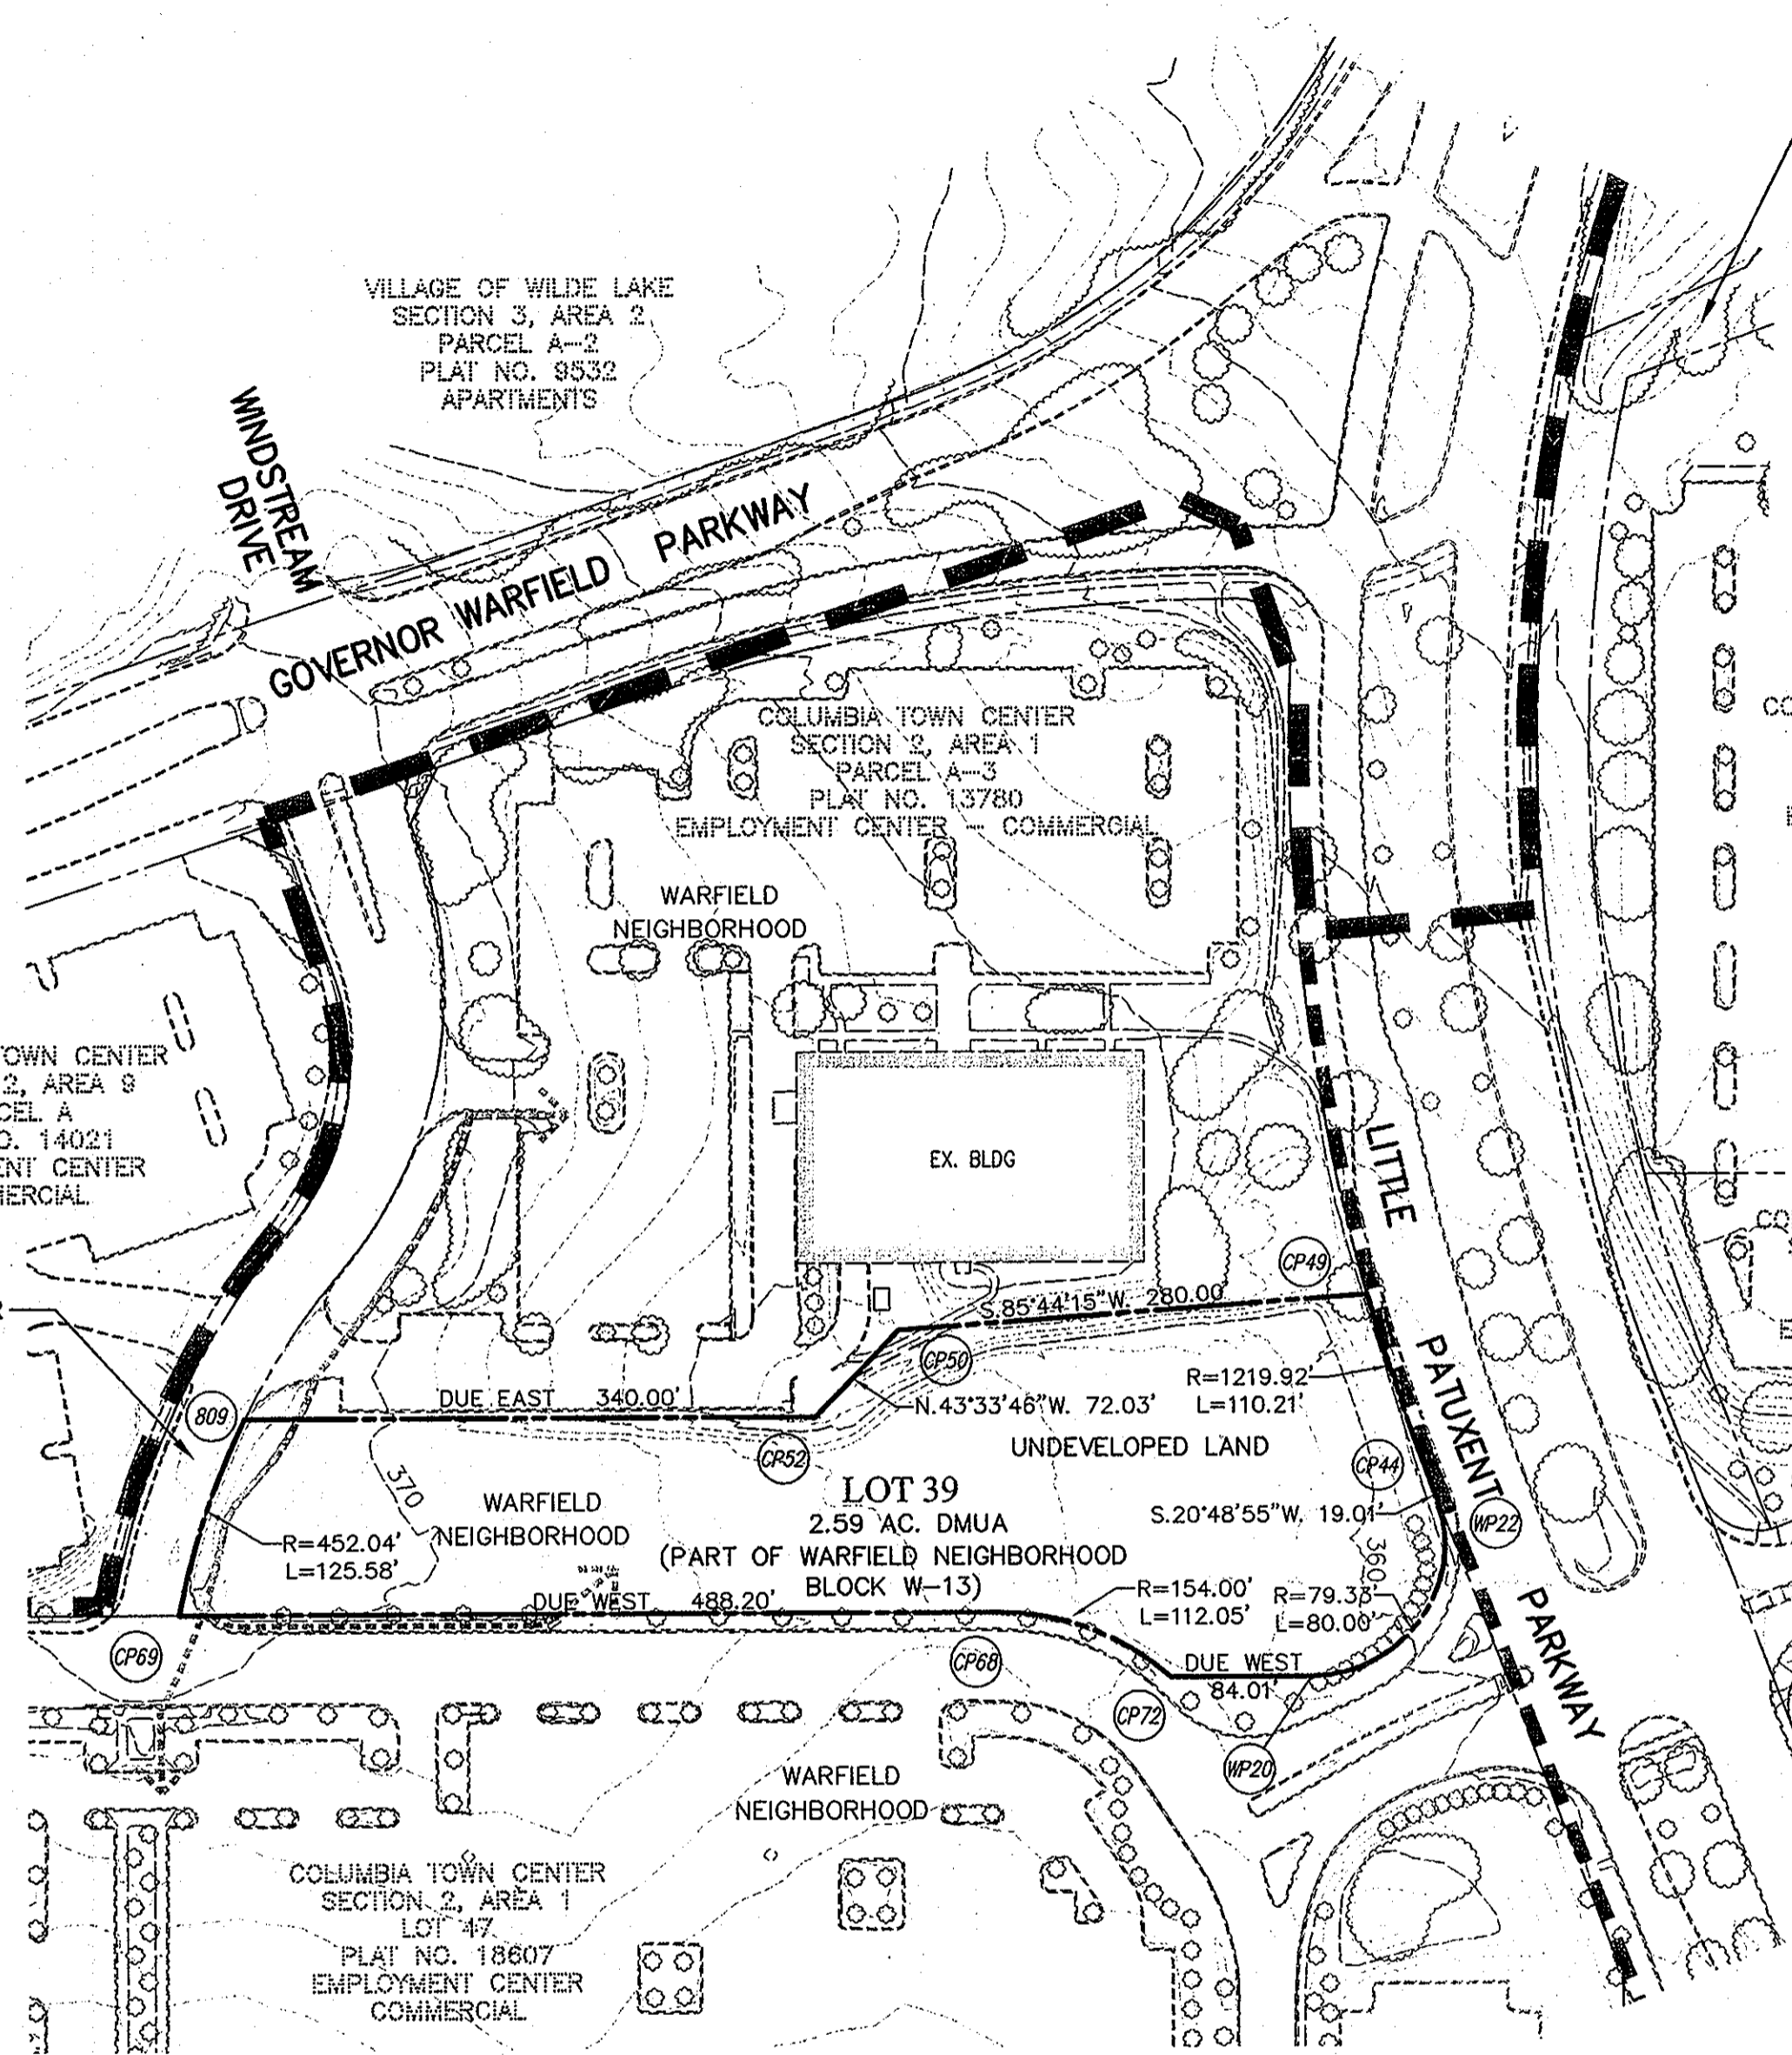 VILLAGE OF WILDE LAKE
SECTION 3, AREA 2
PARCEL A-2
PLAT NO. 9532
APARTMENTS
WINDSTREAM
DRIVE
GOVERNOR WARFIELD PARKWAY
COLUMBIA TOWN CENTER
SECTION 2, AREA 1
PARCEL A-3
PLAT NO. 13780
EMPLOYMENT CENTER - COMMERCIAL
WARFIELD
NEIGHBORHOOD
TOWN CENTER
2, AREA 9
CEL A
O. 14021
ENT CENTER
MERCIAL
EX. BLDG
LITTLE PATUXENT PARKWAY
CP49
S.85°44'15"W. 280.00'
CP50
R=1219.92'
L=110.21'
809
DUE EAST 340.00'
N.43°33'46"W. 72.03'
UNDEVELOPED LAND
CP52
CP44
370
LOT 39
2.59 AC. DMUA
(PART OF WARFIELD NEIGHBORHOOD
BLOCK W-13)
WARFIELD
NEIGHBORHOOD
S.20°48'55"W. 19.01'
WP22
360
R=452.04'
L=125.58'
DUE WEST 488.20'
R=154.00'
L=112.05'
R=79.33'
L=80.00'
CP69
CP68
DUE WEST
84.01'
CP72
WP20
WARFIELD
NEIGHBORHOOD
COLUMBIA TOWN CENTER
SECTION 2, AREA 1
LOT 47
PLAT NO. 18607
EMPLOYMENT CENTER
COMMERCIAL
CO
CO